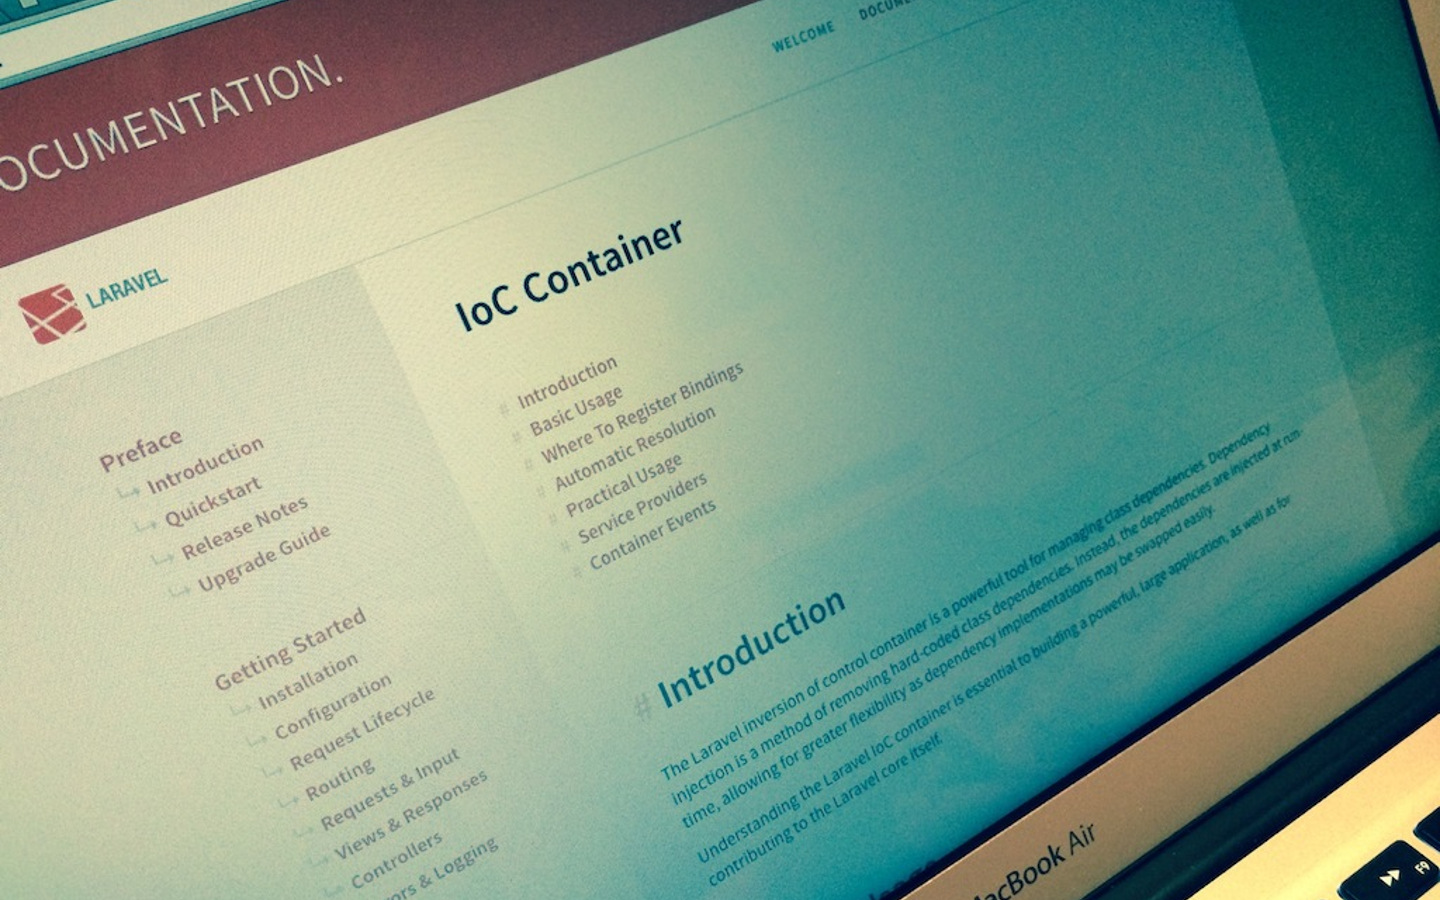 OCUMENTATION.
WELCOME
DOCUME
LARAVEL
IoC Container
# Introduction
# Basic Usage
# Where To Register Bindings
# Automatic Resolution
# Practical Usage
# Service Providers
# Container Events
Preface
Introduction
Quickstart
Release Notes
Upgrade Guide
Getting Started
Installation
Configuration
Request Lifecycle
Routing
Requests & Input
Views & Responses
Controllers
ors & Logging
# Introduction
The Laravel inversion of control container is a powerful tool for managing class dependencies. Dependency
injection is a method of removing hard-coded class dependencies. Instead, the dependencies are injected at run-
time, allowing for greater flexibility as dependency implementations may be swapped easily.
Understanding the Laravel IoC container is essential to building a powerful, large application, as well as for
contributing to the Laravel core itself.
acBook Air
F9